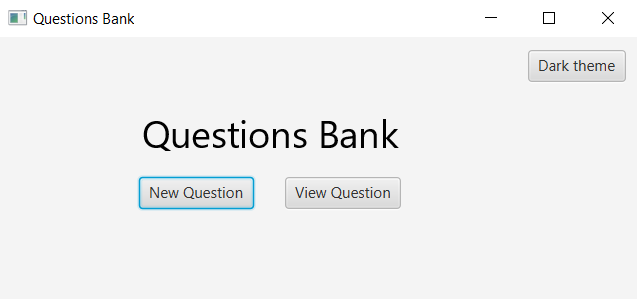 Questions Bank
Dark theme
Questions Bank
New Question View Question